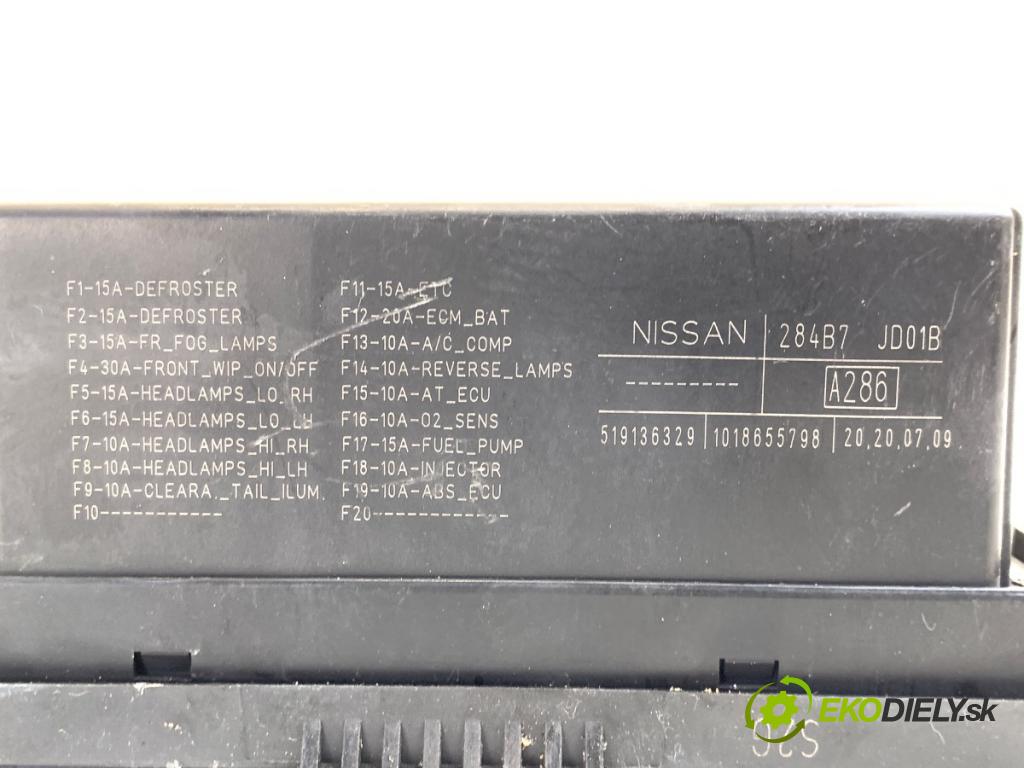 F1-15A-DEFROSTER
F2-15A-DEFROSTER
F3-15A-FR_FOG_LAMPS
F4-30A-FRONT_WIP_ON/OFF
F5-15A-HEADLAMPS_LO_RH
F6-15A-HEADLAMPS_LO_LH
F7-10A-HEADLAMPS_HI_RH
F8-10A-HEADLAMPS_HI_LH
F9-10A-CLEARA._TAIL_ILUM.
F10-----------
F11-15A-ETC
F12-20A-ECM_BAT
F13-10A-A/C_COMP
F14-10A-REVERSE_LAMPS
F15-10A-AT_ECU
F16-10A-O2_SENS
F17-15A-FUEL_PUMP
F18-10A-INJECTOR
F19-10A-ABS_ECU
F20------------
NISSAN 284B7 JD01B
--------- A286
519136329 1018655798 20,20,07,09
S2G
EKODIELY.sk